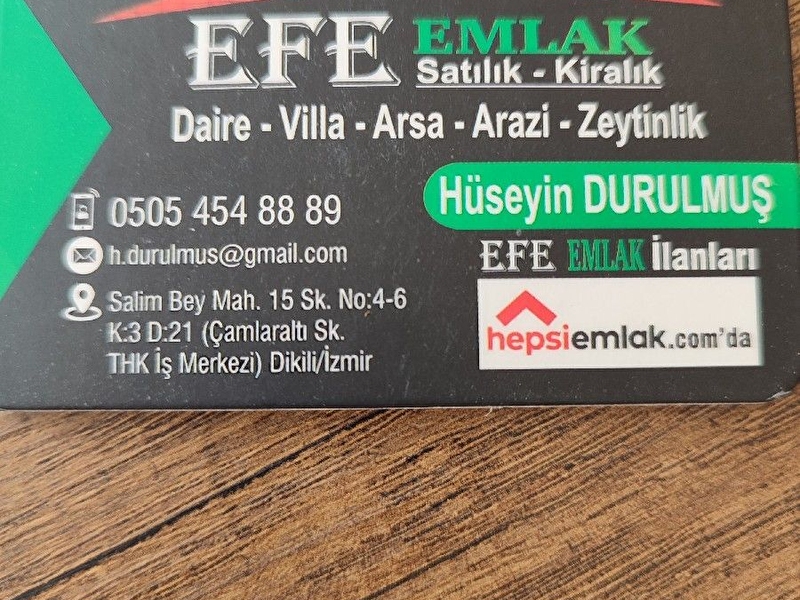 EFE EMLAK
Satılık - Kiralık
Daire - Villa - Arsa - Arazi - Zeytinlik
Hüseyin DURULMUŞ
0505 454 88 89
h.durulmus@gmail.com
Salim Bey Mah. 15 Sk. No:4-6
K:3 D:21 (Çamlaraltı Sk.
THK İş Merkezi) Dikili/İzmir
EFE EMLAK İlanları
hepsiemlak.com'da